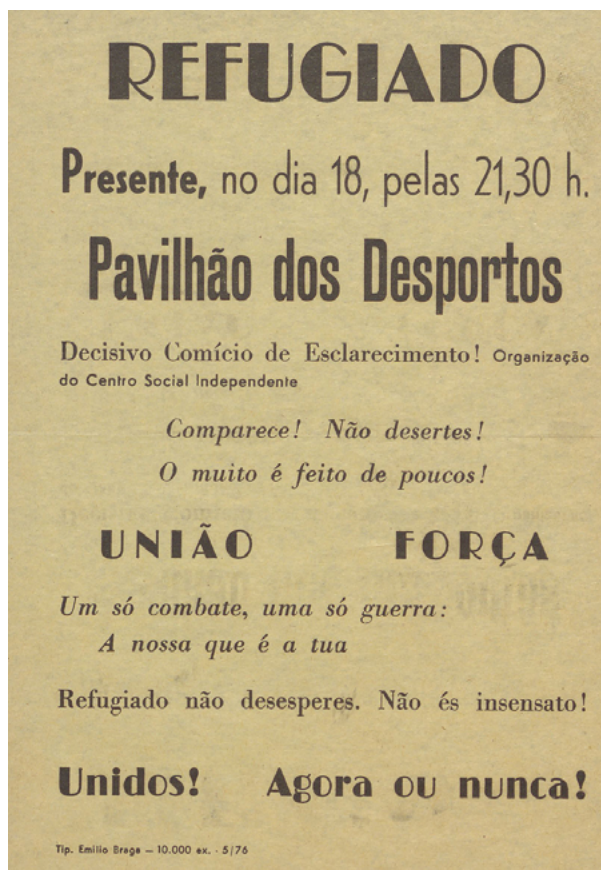 REFUGIADO
Presente, no dia 18, pelas 21,30 h.
Pavilhão dos Desportos
Decisivo Comício de Esclarecimento! Organização
do Centro Social Independente
Comparece! Não desertes!
O muito é feito de poucos!
UNIÃO FORÇA
Um só combate, uma só guerra:
A nossa que é a tua
Refugiado não desesperes. Não és insensato!
Unidos! Agora ou nunca!
Tip. Emílio Braga — 10.000 ex. - 5/76